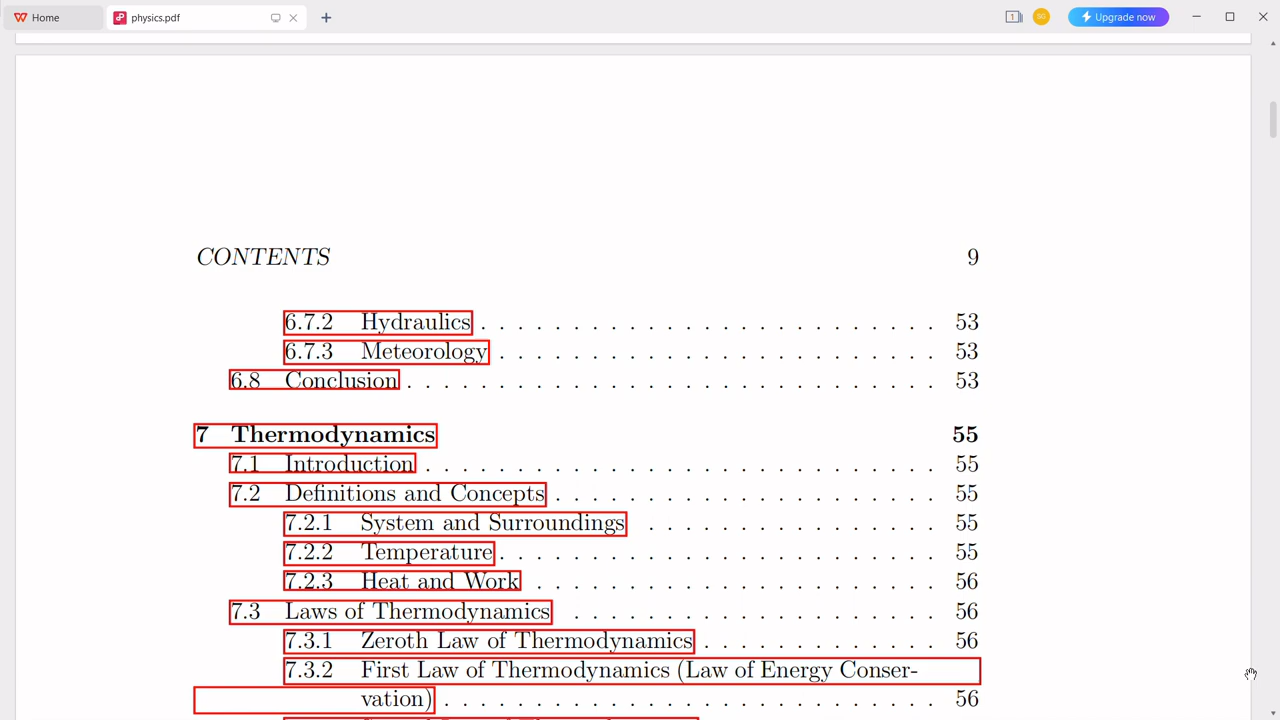 Home physics.pdf 1 SG Upgrade now
CONTENTS 9
6.7.2 Hydraulics . . . . . . . . . . . . . . . . . . . . . . . . . 53
6.7.3 Meteorology . . . . . . . . . . . . . . . . . . . . . . . . 53
6.8 Conclusion . . . . . . . . . . . . . . . . . . . . . . . . . . . . . 53
7 Thermodynamics 55
7.1 Introduction . . . . . . . . . . . . . . . . . . . . . . . . . . . . 55
7.2 Definitions and Concepts . . . . . . . . . . . . . . . . . . . . . 55
7.2.1 System and Surroundings . . . . . . . . . . . . . . . . 55
7.2.2 Temperature . . . . . . . . . . . . . . . . . . . . . . . . 55
7.2.3 Heat and Work . . . . . . . . . . . . . . . . . . . . . . 56
7.3 Laws of Thermodynamics . . . . . . . . . . . . . . . . . . . . 56
7.3.1 Zeroth Law of Thermodynamics . . . . . . . . . . . . . 56
7.3.2 First Law of Thermodynamics (Law of Energy Conser-
vation) . . . . . . . . . . . . . . . . . . . . . . . . . . . 56